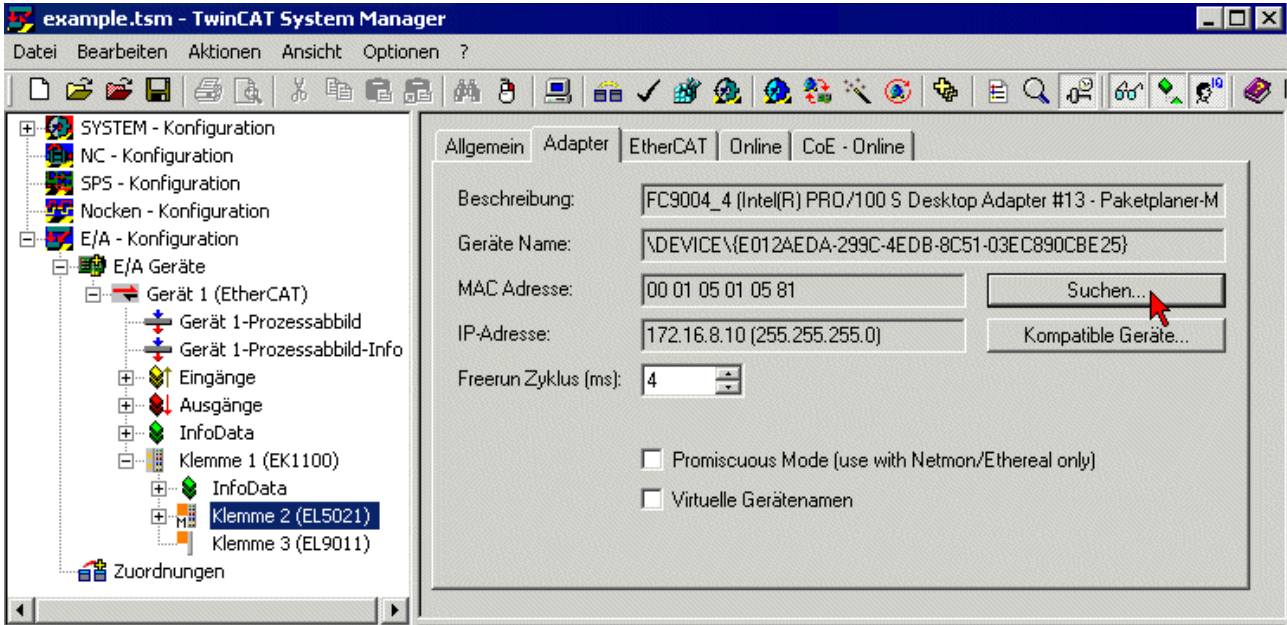 example.tsm - TwinCAT System Manager
Datei Bearbeiten Aktionen Ansicht Optionen ?
SYSTEM - Konfiguration
NC - Konfiguration
SPS - Konfiguration
Nocken - Konfiguration
E/A - Konfiguration
E/A Geräte
Gerät 1 (EtherCAT)
Gerät 1-Prozessabbild
Gerät 1-Prozessabbild-Info
Eingänge
Ausgänge
InfoData
Klemme 1 (EK1100)
InfoData
Klemme 2 (EL5021)
Klemme 3 (EL9011)
Zuordnungen
Allgemein Adapter EtherCAT Online CoE - Online
Beschreibung: FC9004_4 (Intel(R) PRO/100 S Desktop Adapter #13 - Paketplaner-M
Geräte Name: \DEVICE\{E012AEDA-299C-4EDB-8C51-03EC890CBE25}
MAC Adresse: 00 01 05 01 05 81 Suchen...
IP-Adresse: 172.16.8.10 (255.255.255.0) Kompatible Geräte...
Freerun Zyklus (ms): 4
Promiscuous Mode (use with Netmon/Ethereal only)
Virtuelle Gerätenamen